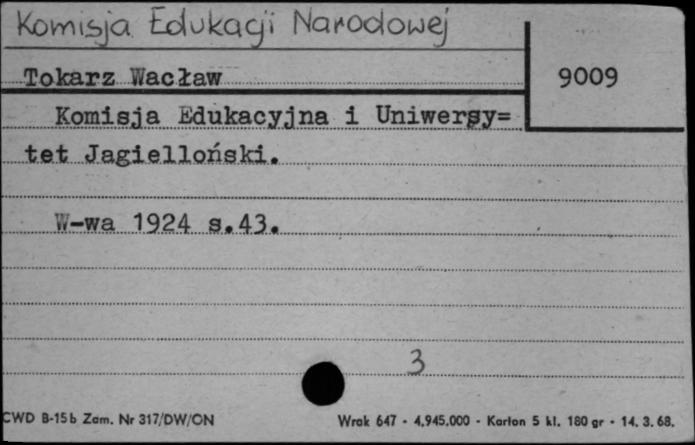 Komisja Edukacji Narodowej
Tokarz Wacław
9009
Komisja Edukacyjna i Uniwersy=
tet Jagielloński.
W-wa 1924 s.43.
3
CWD B-15b Zam. Nr 317/DW/ON
Wrak 647 - 4,945.000 - Karton 5 kl. 180 gr - 14. 3. 68.